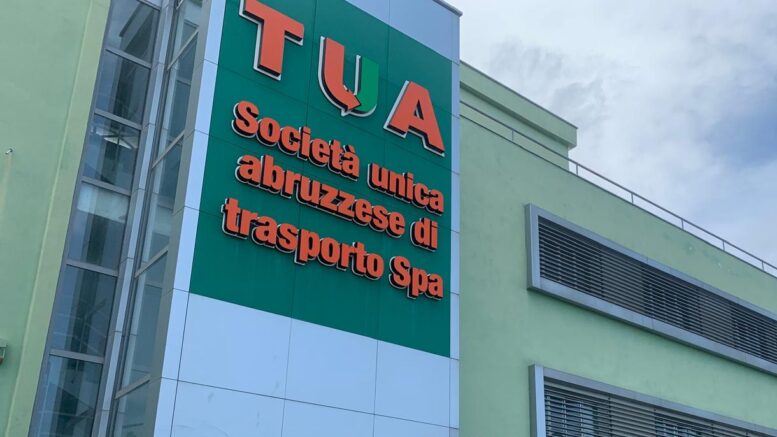 TUA
Società unica
abruzzese di
trasporto Spa